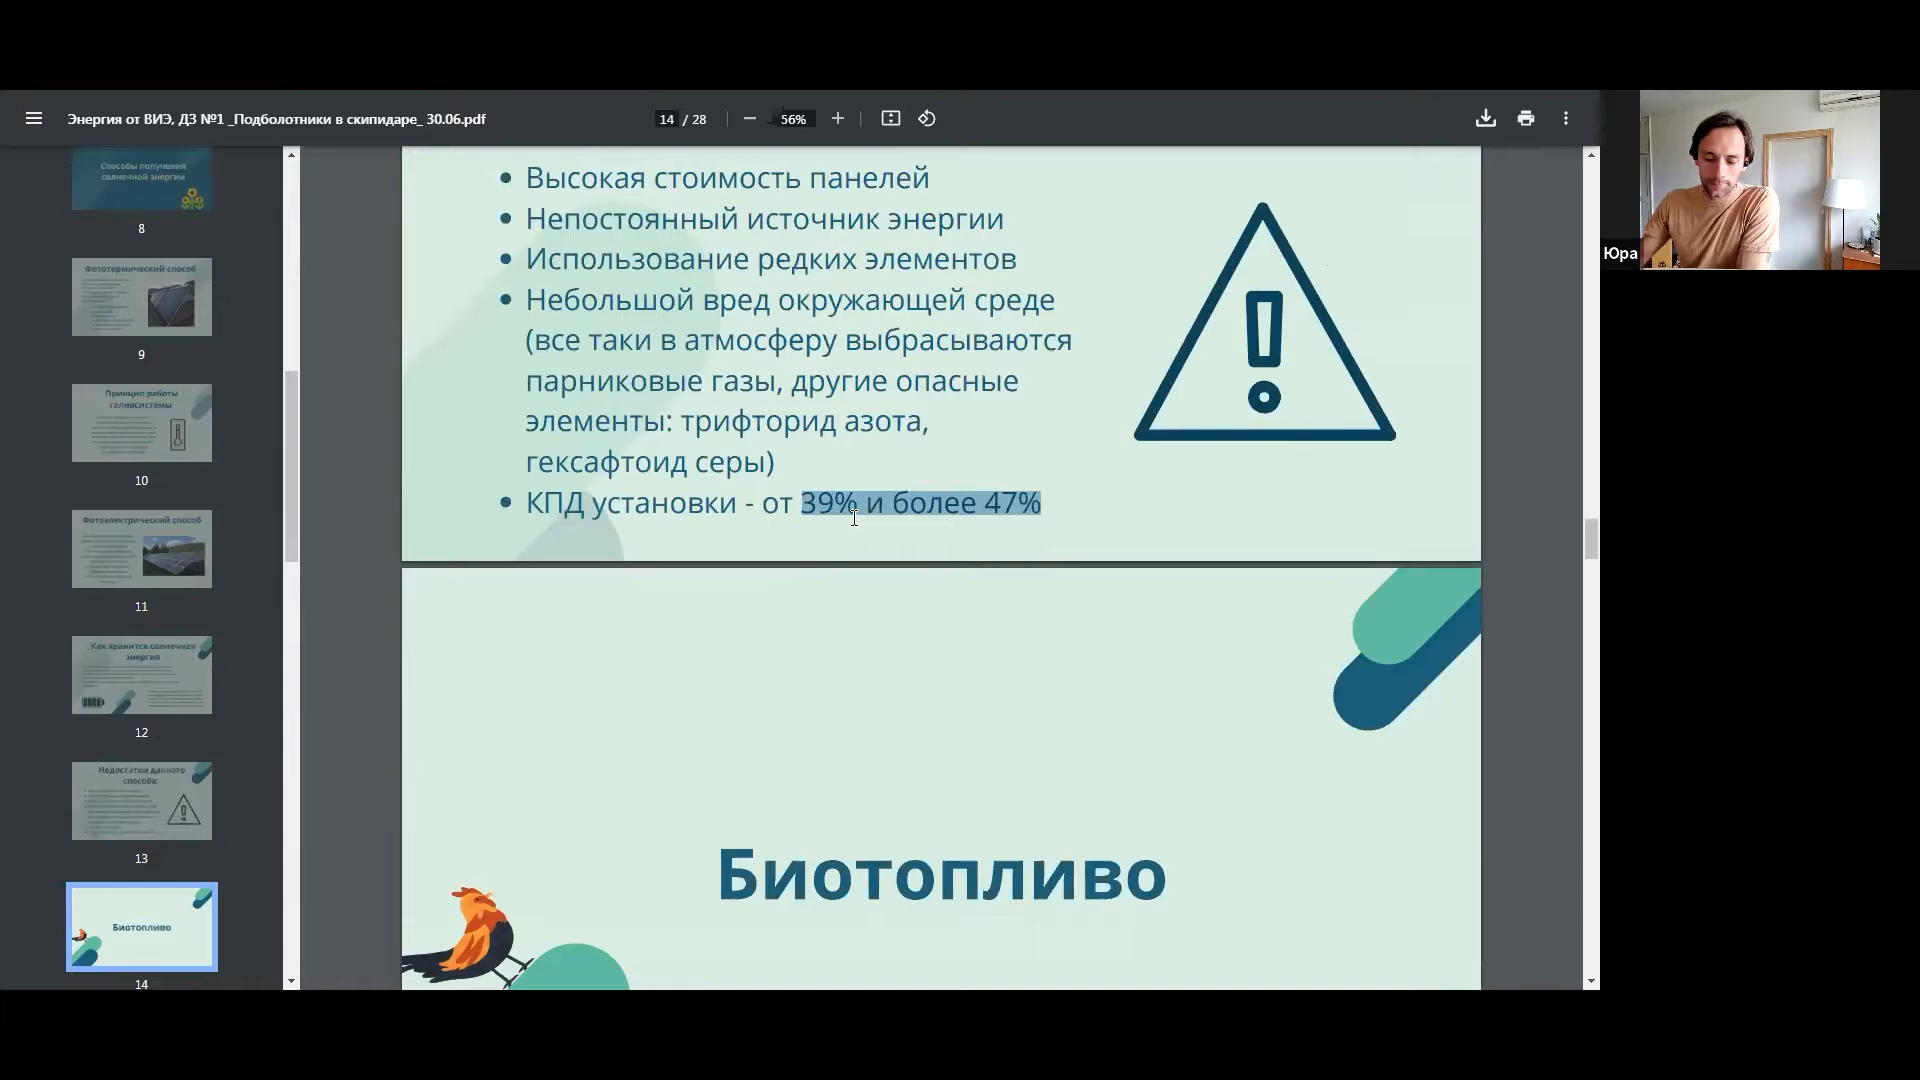 Энергия от ВИЭ, ДЗ №1 _Подболотники в скипидаре_ 30.06.pdf
14 / 28
56%
Способы получения
солнечной энергии
8
Фототермический способ
9
Принцип работы
гелиосистемы
10
Фотоэлектрический способ
11
Как хранится солнечная
энергия
12
Недостатки данного
способа:
13
Биотопливо
14
Высокая стоимость панелей
Непостоянный источник энергии
Использование редких элементов
Небольшой вред окружающей среде
(все таки в атмосферу выбрасываются
парниковые газы, другие опасные
элементы: трифторид азота,
гексафтоид серы)
КПД установки - от 39% и более 47%
Биотопливо
Юра